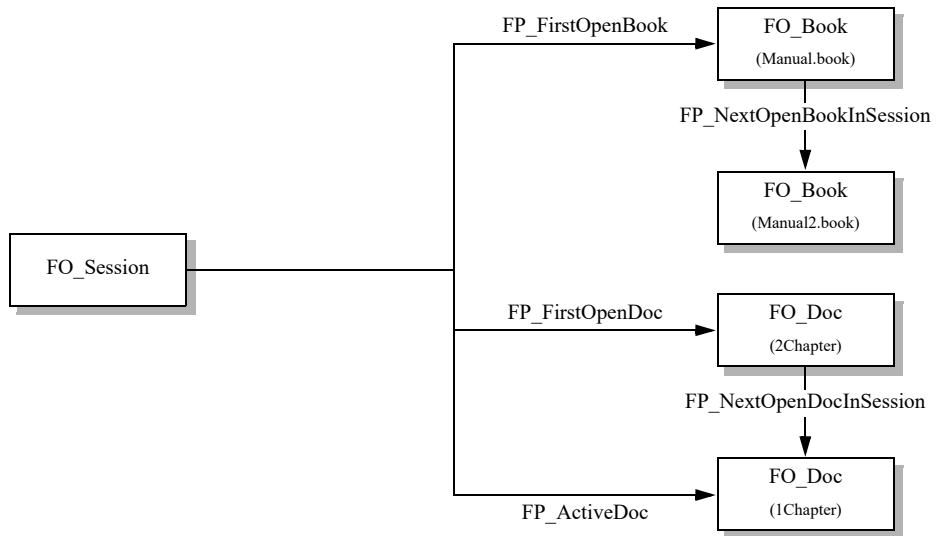 FP_FirstOpenBook
FO_Book
(Manual.book)
FP_NextOpenBookInSession
FO_Book
(Manual2.book)
FO_Session
FP_FirstOpenDoc
FO_Doc
(2Chapter)
FP_NextOpenDocInSession
FO_Doc
(1Chapter)
FP_ActiveDoc